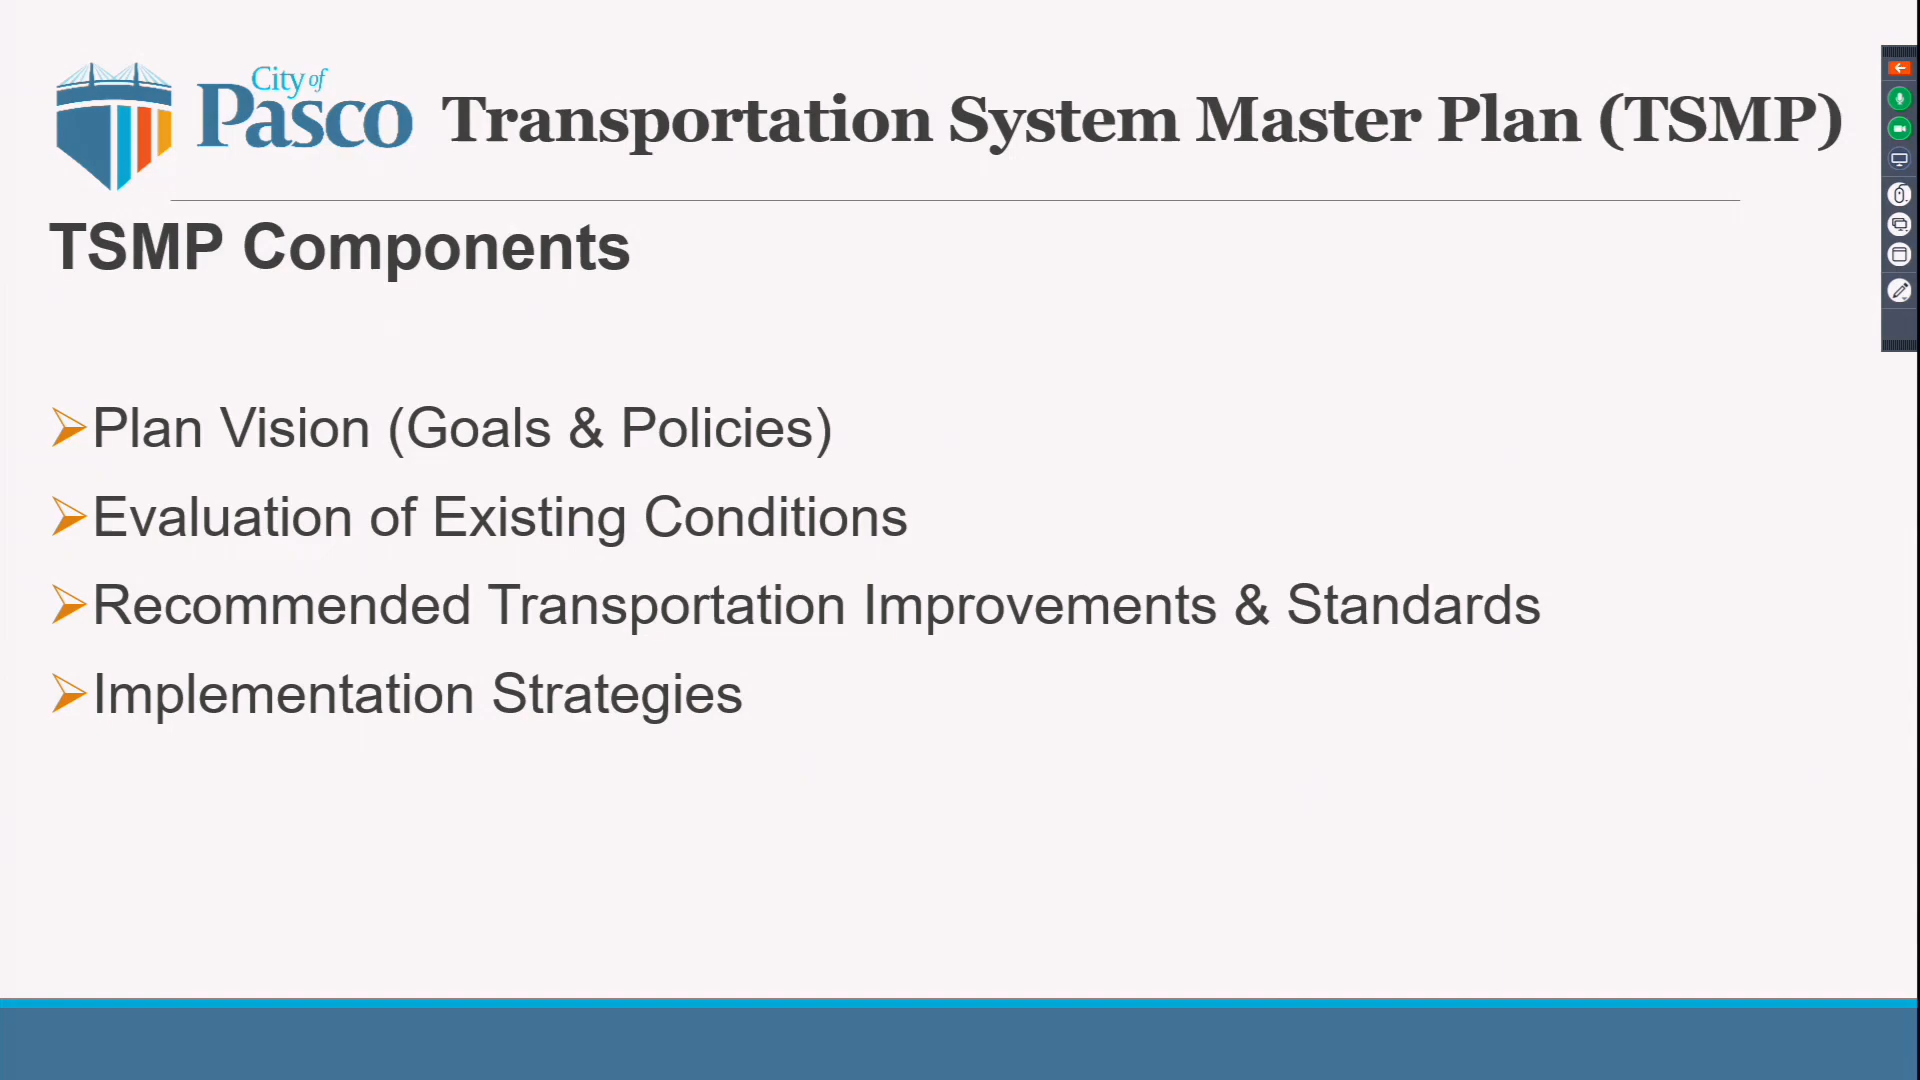 City of
Pasco
Transportation System Master Plan (TSMP)
TSMP Components
Plan Vision (Goals & Policies)
Evaluation of Existing Conditions
Recommended Transportation Improvements & Standards
Implementation Strategies